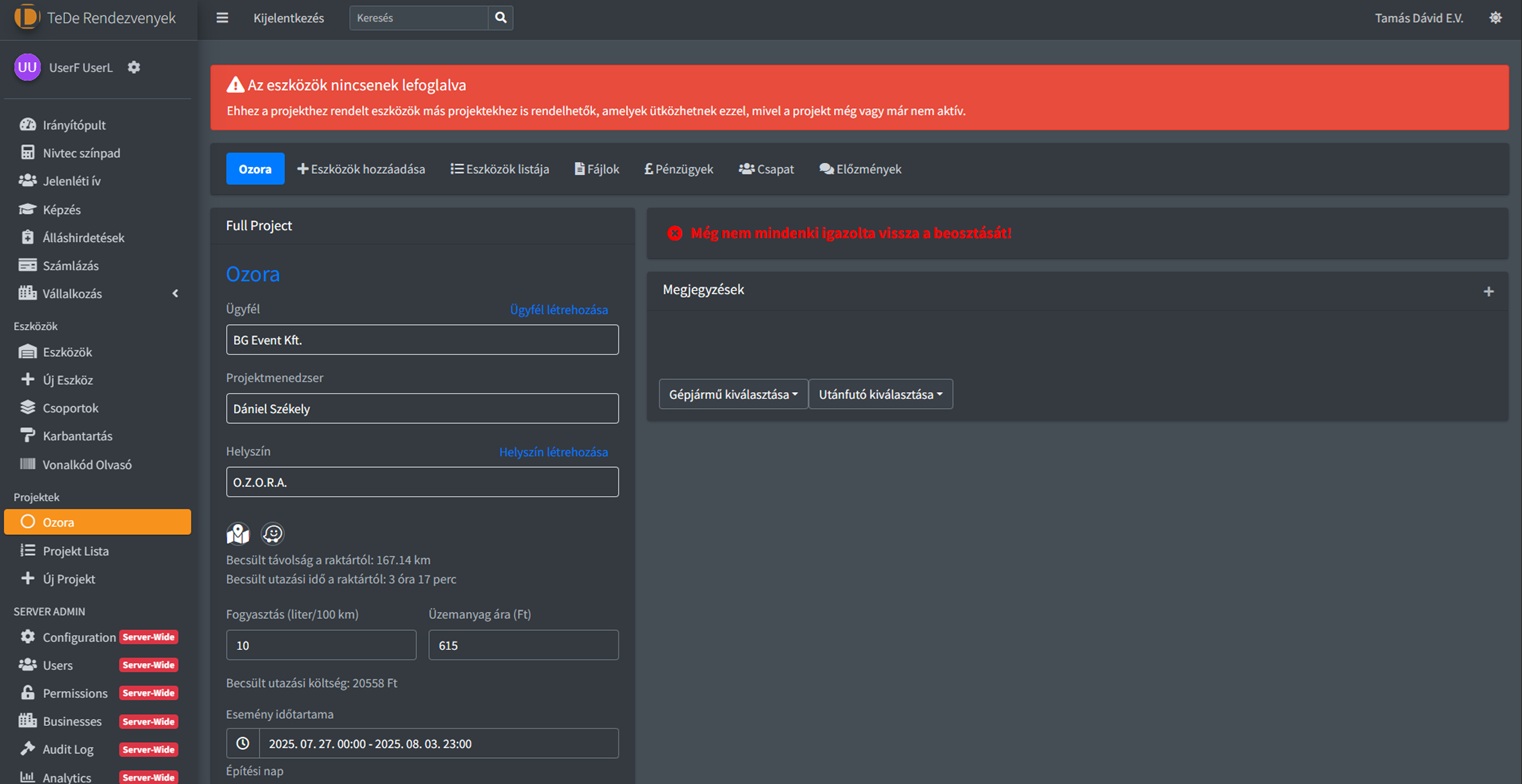 TeDe Rendezvenyek
Kijelentkezés
Keresés
Tamás Dávid E.V.
UU
UserF UserL
Irányítópult
Nivtec színpad
Jelenléti ív
Képzés
Álláshirdetések
Számlázás
Vállalkozás
Eszközök
Eszközök
Új Eszköz
Csoportok
Karbantartás
Vonalkód Olvasó
Projektek
Ozora
Projekt Lista
Új Projekt
SERVER ADMIN
Configuration Server-Wide
Users Server-Wide
Permissions Server-Wide
Businesses Server-Wide
Audit Log Server-Wide
Analytics Server-Wide
Az eszközök nincsenek lefoglalva
Ehhez a projekthez rendelt eszközök más projektekhez is rendelhetők, amelyek ütközhetnek ezzel, mivel a projekt még vagy már nem aktív.
Ozora
Eszközök hozzáadása
Eszközök listája
Fájlok
Pénzügyek
Csapat
Előzmények
Full Project
Ozora
Ügyfél
Ügyfél létrehozása
BG Event Kft.
Projektmenedzser
Dániel Székely
Helyszín
Helyszín létrehozása
O.Z.O.R.A.
Becsült távolság a raktártól: 167.14 km
Becsült utazási idő a raktártól: 3 óra 17 perc
Fogyasztás (liter/100 km)
Üzemanyag ára (Ft)
10
615
Becsült utazási költség: 20558 Ft
Esemény időtartama
2025. 07. 27. 00:00 - 2025. 08. 03. 23:00
Építési nap
Még nem mindenki igazolta vissza a beosztását!
Megjegyzések
Gépjármű kiválasztása
Utánfutó kiválasztása